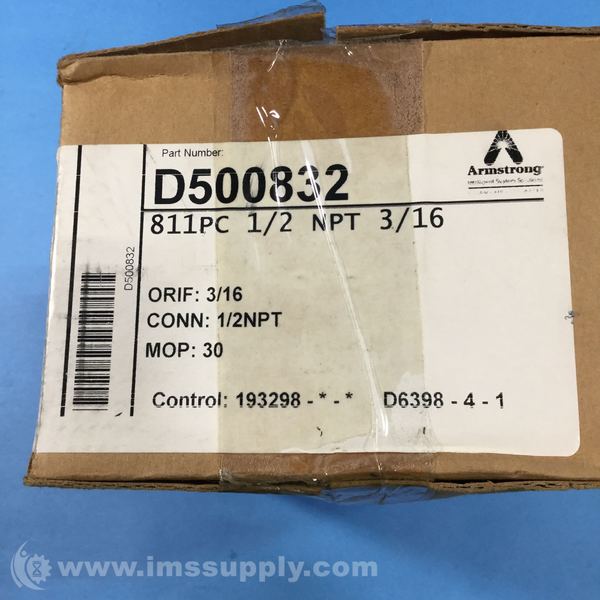 Part Number:
D500832
Armstrong
811PC 1/2 NPT 3/16
D500832
ORIF: 3/16
CONN: 1/2NPT
MOP: 30
Control: 193298 - * - * D6398 - 4 - 1
www.imssupply.com